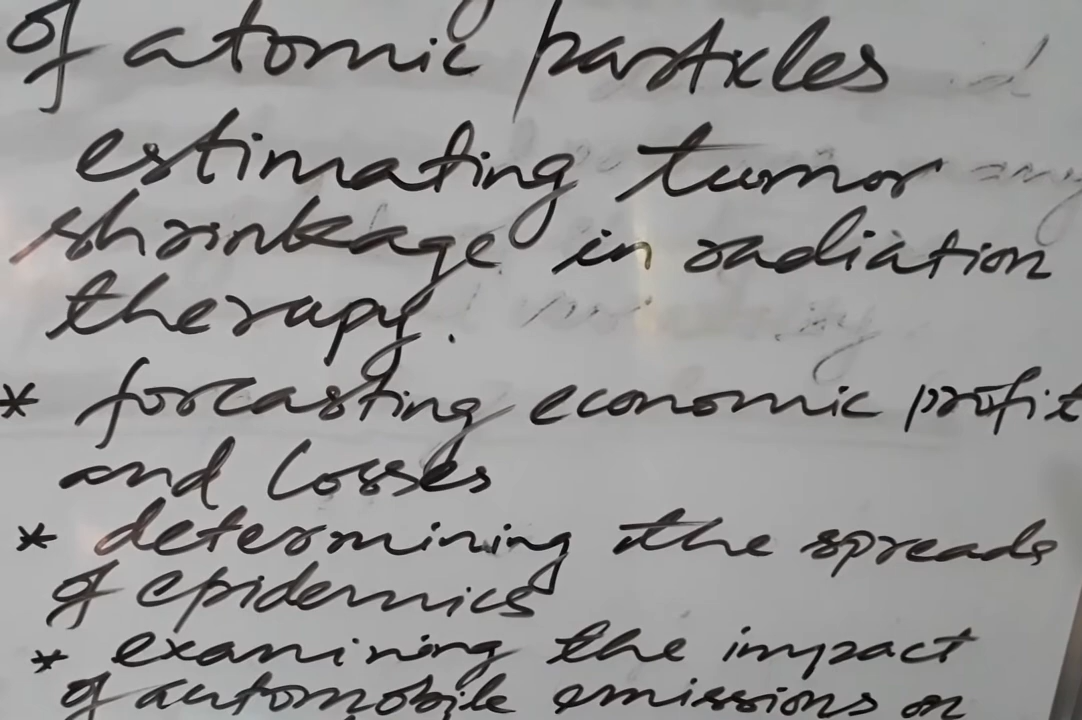 of atomic particles
estimating tumor
shrinkage in radiation
therapy.
* forcasting economic profit
and losses
* determining the spreads
of epidemics
* examining the impact
of automobile emissions on